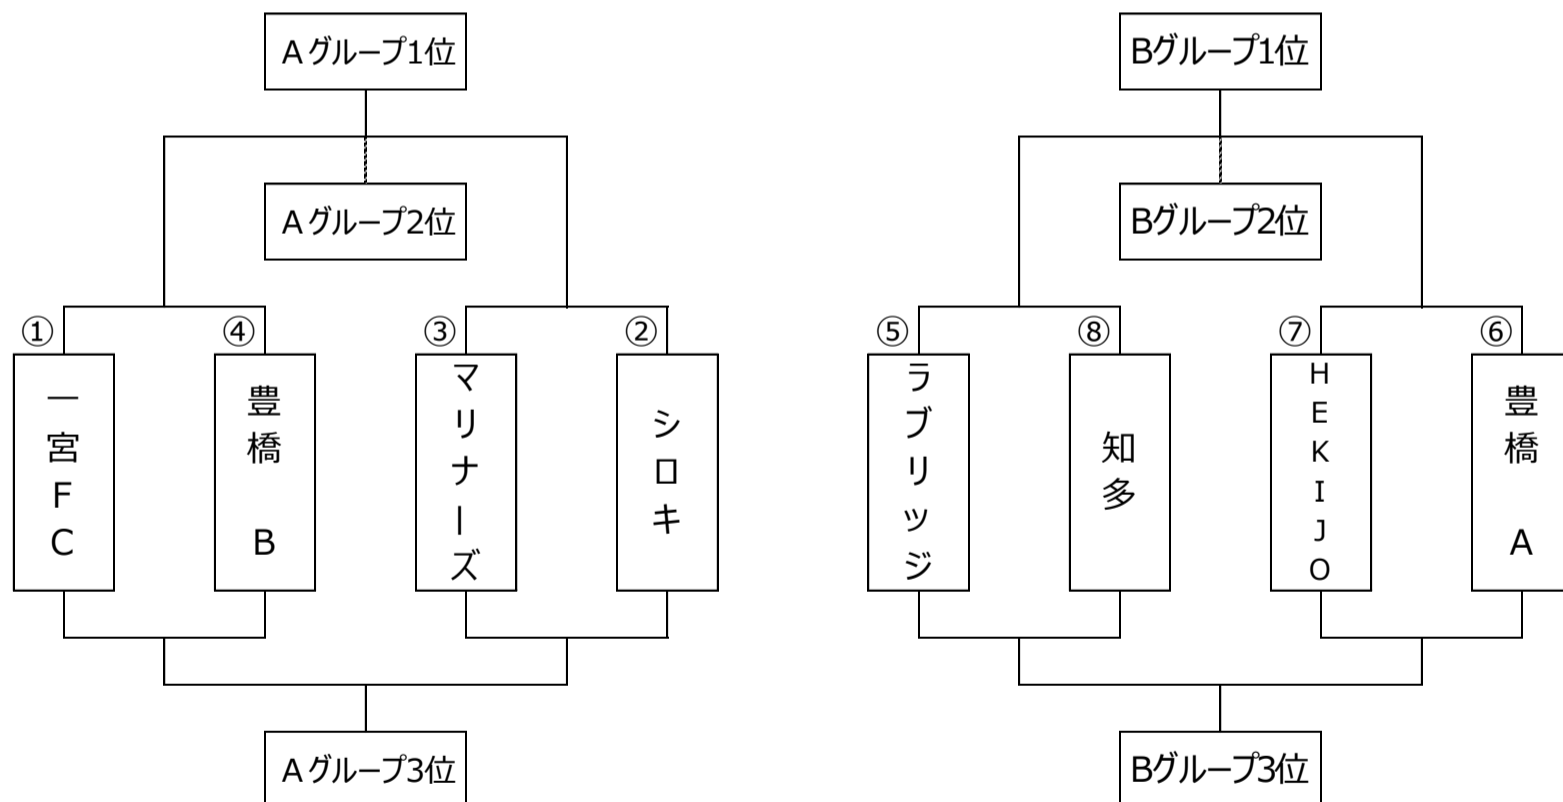 Aグループ1位
Bグループ1位
Aグループ2位
Bグループ2位
①
④
③
②
⑤
⑧
⑦
⑥
一宮FC
豊橋 B
マリナーズ
シロキ
ラブリッジ
知多
HEKIJO
豊橋 A
Aグループ3位
Bグループ3位